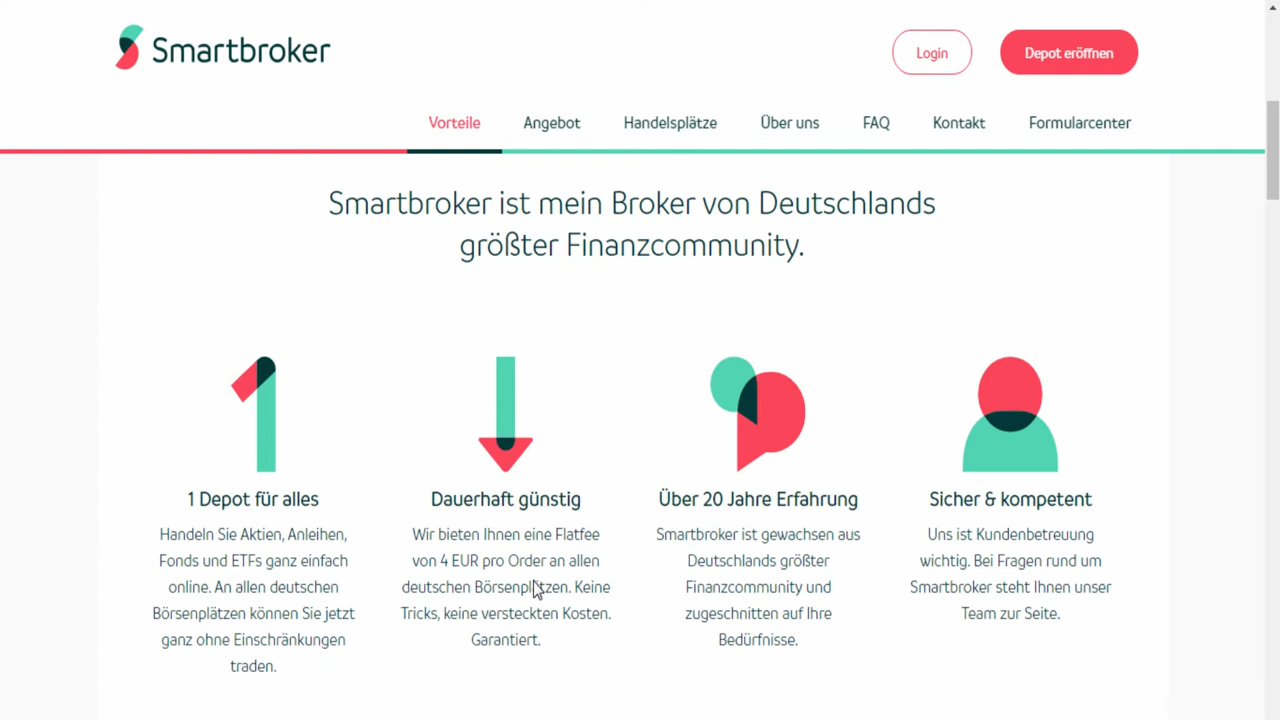 Smartbroker
Login
Depot eröffnen
Vorteile
Angebot
Handelsplätze
Über uns
FAQ
Kontakt
Formularcenter
Smartbroker ist mein Broker von Deutschlands
größter Finanzcommunity.
1 Depot für alles
Handeln Sie Aktien, Anleihen,
Fonds und ETFs ganz einfach
online. An allen deutschen
Börsenplätzen können Sie jetzt
ganz ohne Einschränkungen
traden.
Dauerhaft günstig
Wir bieten Ihnen eine Flatfee
von 4 EUR pro Order an allen
deutschen Börsenplätzen. Keine
Tricks, keine versteckten Kosten.
Garantiert.
Über 20 Jahre Erfahrung
Smartbroker ist gewachsen aus
Deutschlands größter
Finanzcommunity und
zugeschnitten auf Ihre
Bedürfnisse.
Sicher & kompetent
Uns ist Kundenbetreuung
wichtig. Bei Fragen rund um
Smartbroker steht Ihnen unser
Team zur Seite.